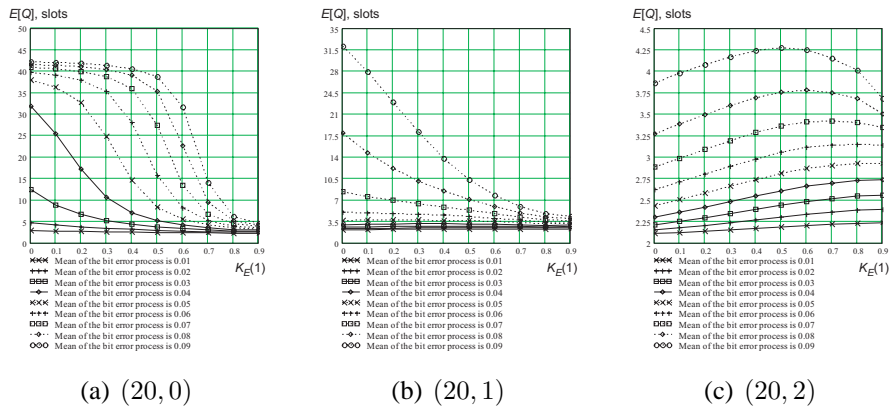 E[Q], slots
50
45
40
35
30
25
20
15
10
5
0
0 0.1 0.2 0.3 0.4 0.5 0.6 0.7 0.8 0.9
K_E(1)
Mean of the bit error process is 0.01
Mean of the bit error process is 0.02
Mean of the bit error process is 0.03
Mean of the bit error process is 0.04
Mean of the bit error process is 0.05
Mean of the bit error process is 0.06
Mean of the bit error process is 0.07
Mean of the bit error process is 0.08
Mean of the bit error process is 0.09
(a) (20, 0)
E[Q], slots
35
31.5
28
24.5
21
17.5
14
10.5
7
3.5
0
0 0.1 0.2 0.3 0.4 0.5 0.6 0.7 0.8 0.9
K_E(1)
Mean of the bit error process is 0.01
Mean of the bit error process is 0.02
Mean of the bit error process is 0.03
Mean of the bit error process is 0.04
Mean of the bit error process is 0.05
Mean of the bit error process is 0.06
Mean of the bit error process is 0.07
Mean of the bit error process is 0.08
Mean of the bit error process is 0.09
(b) (20, 1)
E[Q], slots
4.5
4.25
4
3.75
3.5
3.25
3
2.75
2.5
2.25
2
0 0.1 0.2 0.3 0.4 0.5 0.6 0.7 0.8 0.9
K_E(1)
Mean of the bit error process is 0.01
Mean of the bit error process is 0.02
Mean of the bit error process is 0.03
Mean of the bit error process is 0.04
Mean of the bit error process is 0.05
Mean of the bit error process is 0.06
Mean of the bit error process is 0.07
Mean of the bit error process is 0.08
Mean of the bit error process is 0.09
(c) (20, 2)